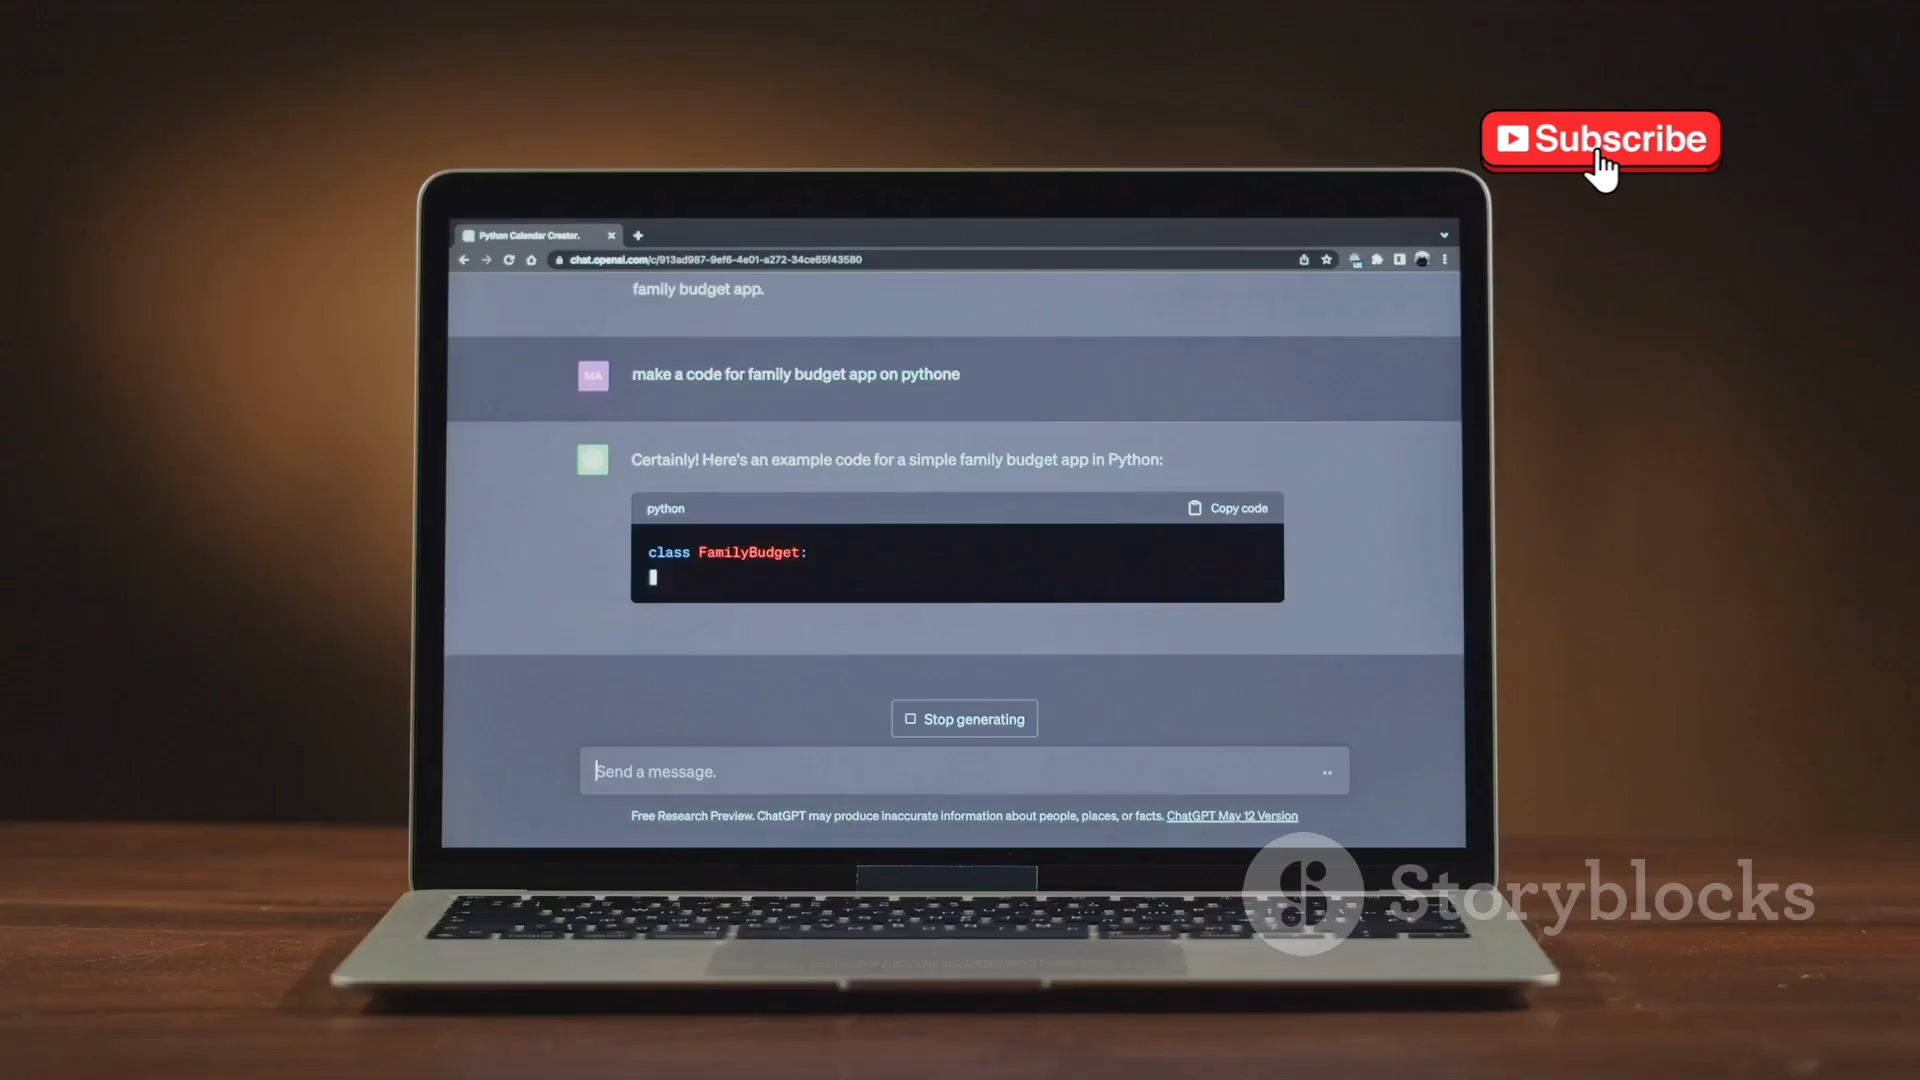 Subscribe
Python Calendar Creator.
chat.openai.com/c/913ad987-9ef6-4e01-a272-34ce65f43580
family budget app.
MA
make a code for family budget app on pythone
Certainly! Here's an example code for a simple family budget app in Python:
python
Copy code
class FamilyBudget:
Stop generating
Send a message.
Free Research Preview. ChatGPT may produce inaccurate information about people, places, or facts. ChatGPT May 12 Version
Storyblocks